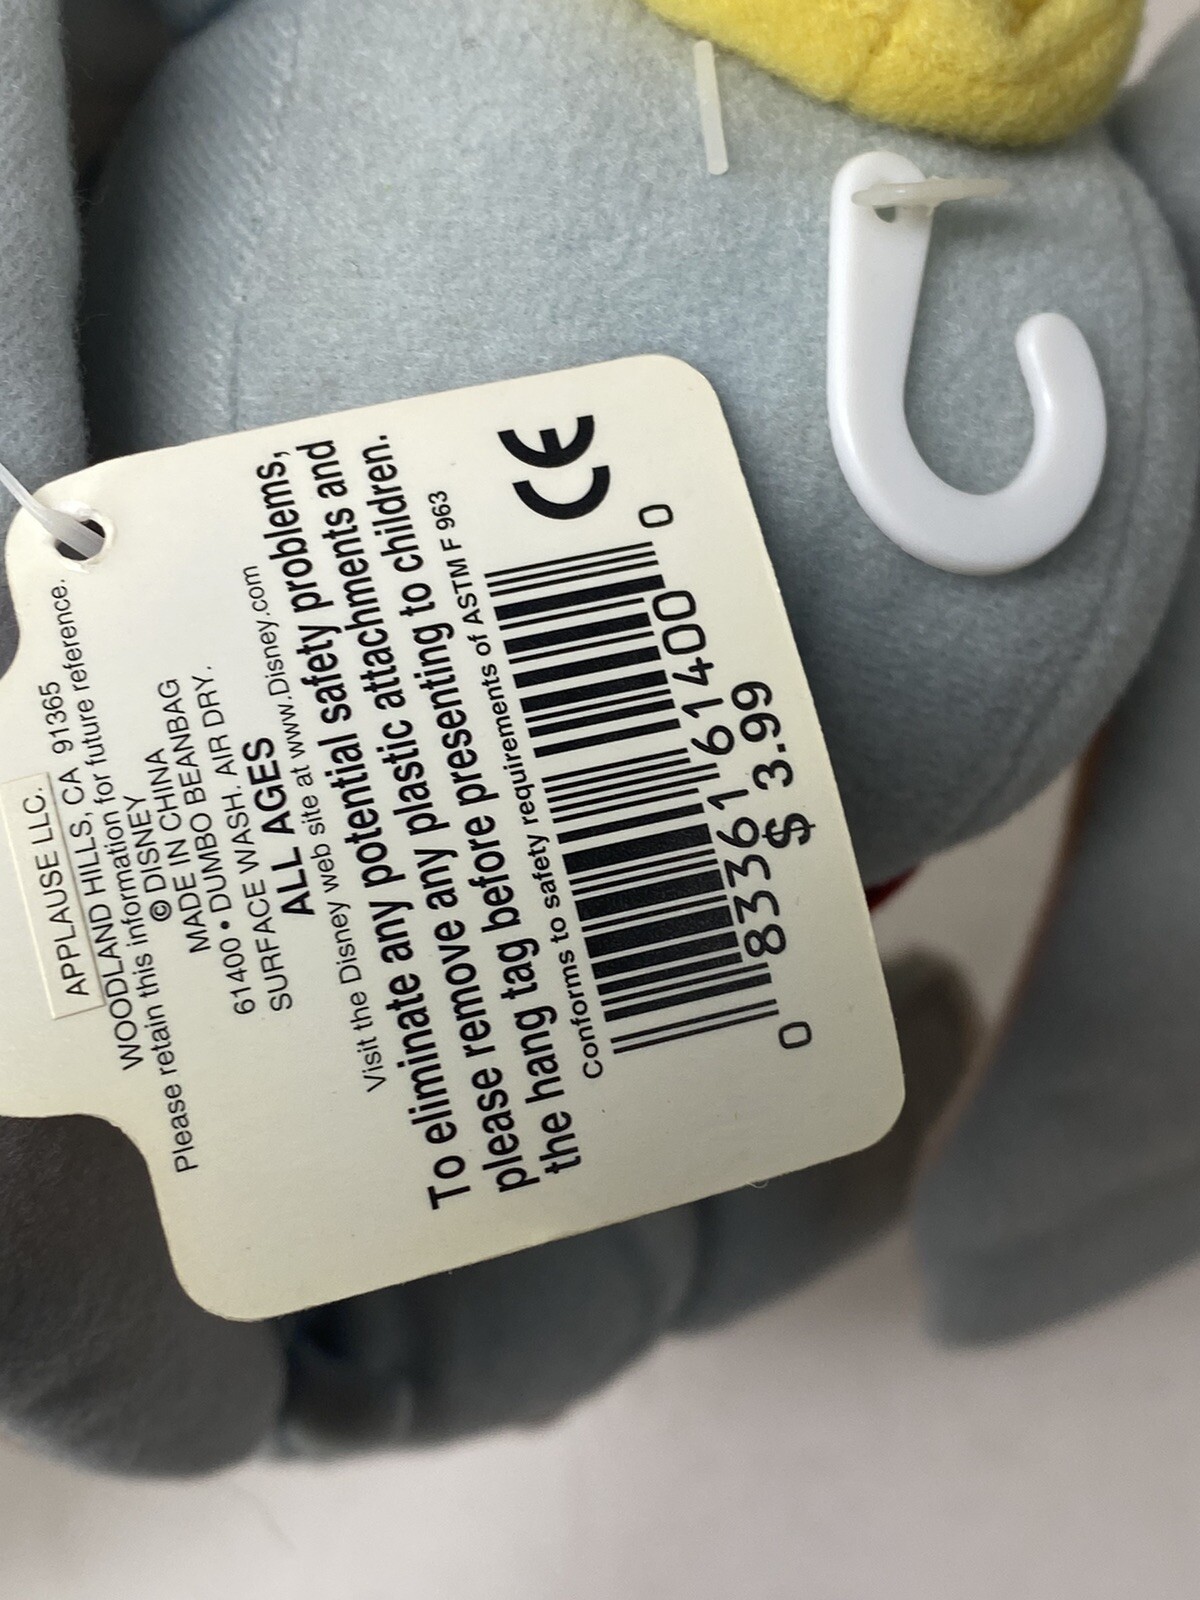 APPLAUSE LLC.
WOODLAND HILLS, CA 91365
Please retain this information for future reference.
© DISNEY
MADE IN CHINA
61400 • DUMBO BEANBAG
SURFACE WASH. AIR DRY.
ALL AGES
Visit the Disney web site at www.Disney.com
To eliminate any potential safety problems,
please remove any plastic attachments and
the hang tag before presenting to children.
Conforms to safety requirements of ASTM F 963
CE
0 83361 61400 0
$ 3.99